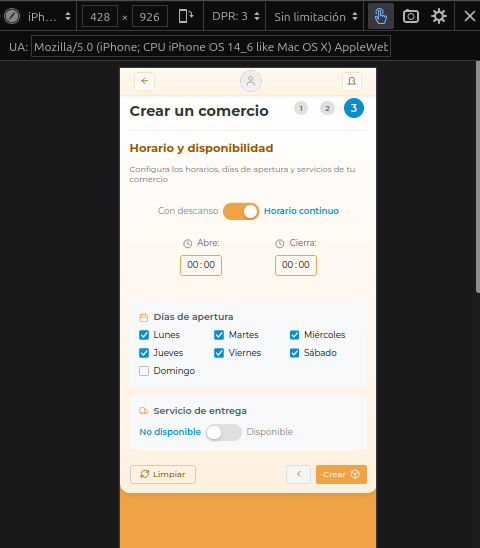 iPh... 428 × 926 DPR: 3 Sin limitación
UA: Mozilla/5.0 (iPhone; CPU iPhone OS 14_6 like Mac OS X) AppleWeb
Crear un comercio 1 2 3
Horario y disponibilidad
Configura los horarios, días de apertura y servicios de tu
comercio
Con descanso Horario continuo
Abre: Cierra:
00:00 00:00
Días de apertura
Lunes Martes Miércoles
Jueves Viernes Sábado
Domingo
Servicio de entrega
No disponible Disponible
Limpiar Crear